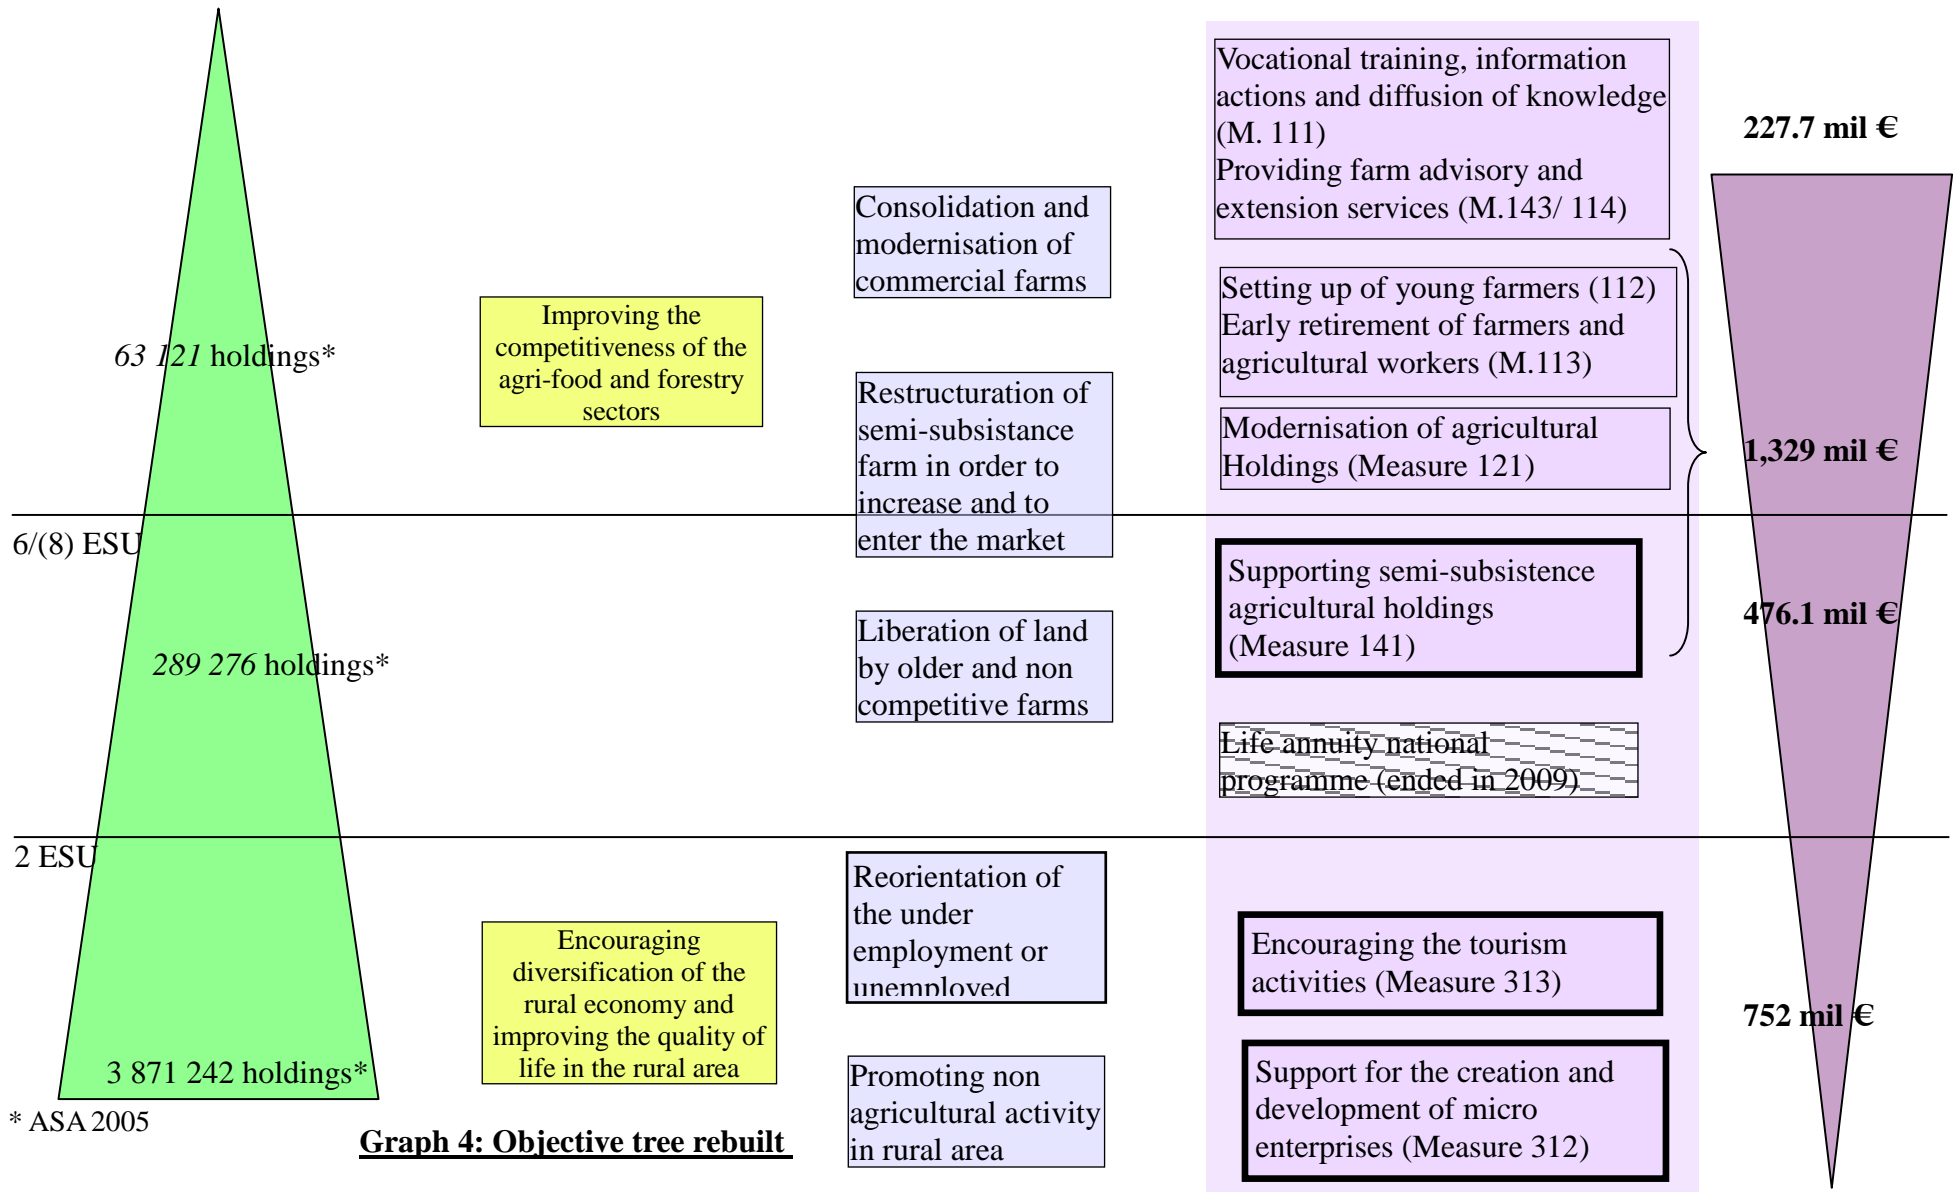 63 121 holdings*
6/(8) ESU
289 276 holdings*
2 ESU
3 871 242 holdings*
* ASA 2005
Improving the
competitiveness of the
agri-food and forestry
sectors
Encouraging
diversification of the
rural economy and
improving the quality of
life in the rural area
Consolidation and
modernisation of
commercial farms
Restructuration of
semi-subsistance
farm in order to
increase and to
enter the market
Liberation of land
by older and non
competitive farms
Reorientation of
the under
employment or
unemployed
Promoting non
agricultural activity
in rural area
Vocational training, information
actions and diffusion of knowledge
(M. 111)
Providing farm advisory and
extension services (M.143/ 114)
Setting up of young farmers (112)
Early retirement of farmers and
agricultural workers (M.113)
Modernisation of agricultural
Holdings (Measure 121)
Supporting semi-subsistence
agricultural holdings
(Measure 141)
Life annuity national
programme (ended in 2009)
Encouraging the tourism
activities (Measure 313)
Support for the creation and
development of micro
enterprises (Measure 312)
227.7 mil €
1,329 mil €
476.1 mil €
752 mil €
Graph 4: Objective tree rebuilt